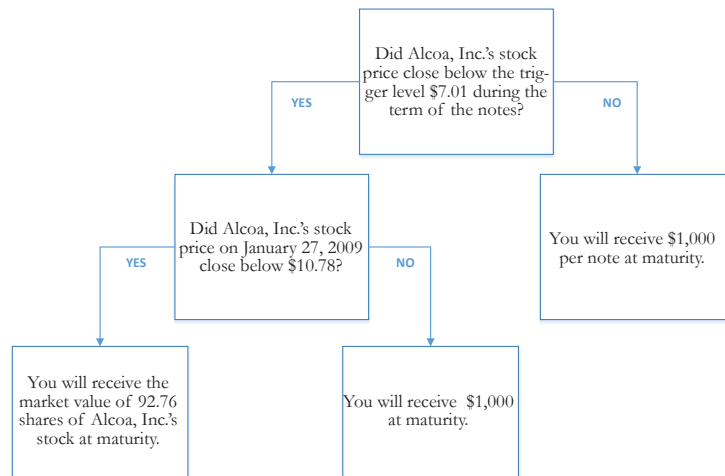 Did Alcoa, Inc.'s stock
price close below the trig-
ger level $7.01 during the
term of the notes?
YES
NO
Did Alcoa, Inc.'s stock
price on January 27, 2009
close below $10.78?
You will receive $1,000
per note at maturity.
YES
NO
You will receive the
market value of 92.76
shares of Alcoa, Inc.'s
stock at maturity.
You will receive $1,000
at maturity.